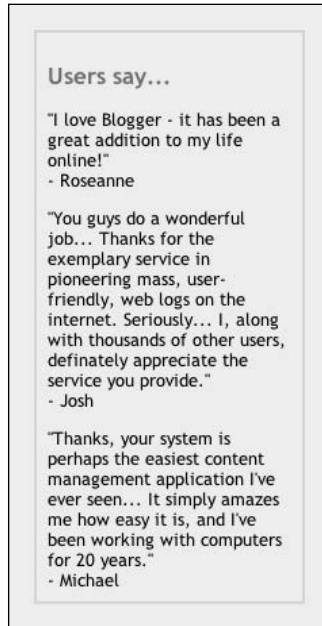 Users say...
"I love Blogger - it has been a
great addition to my life
online!"
- Roseanne
"You guys do a wonderful
job... Thanks for the
exemplary service in
pioneering mass, user-
friendly, web logs on the
internet. Seriously... I, along
with thousands of other users,
definately appreciate the
service you provide."
- Josh
"Thanks, your system is
perhaps the easiest content
management application I've
ever seen... It simply amazes
me how easy it is, and I've
been working with computers
for 20 years."
- Michael